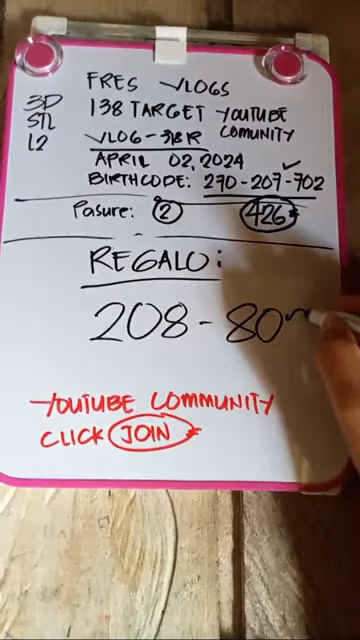 FRES VLOGS
3D
STL
L2
138 TARGET YOUTUBE
COMUNITY
VLOG-
APRIL 02, 2024
BIRTHCODE: 270-207-702
Pasure: 2 426*
REGALO:
208-80
YOUTUBE COMMUNITY
CLICK JOIN